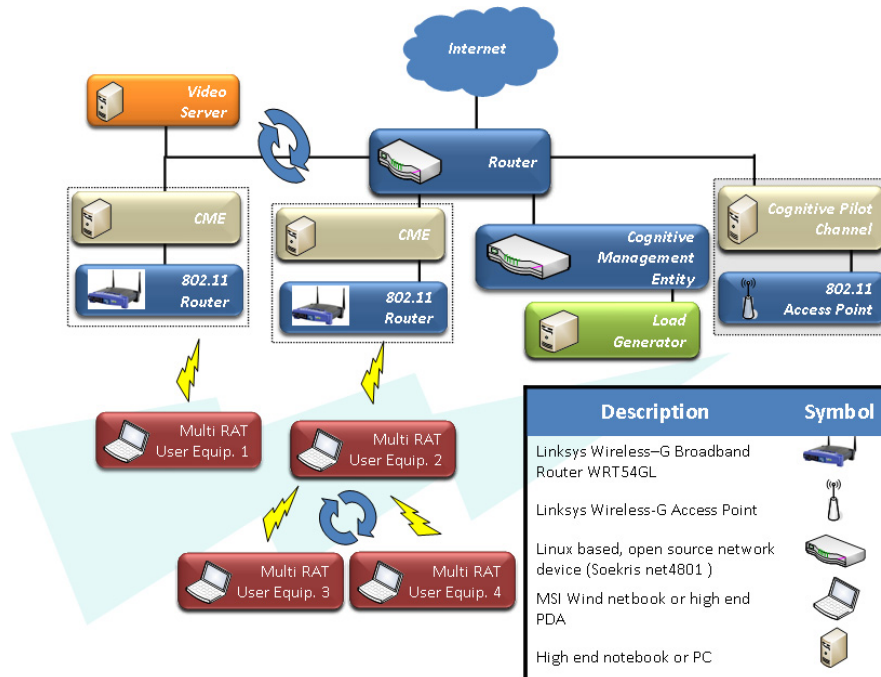 Internet
Video
Server
Router
CME
802.11
Router
CME
802.11
Router
Cognitive
Management
Entity
Load
Generator
Cognitive Pilot
Channel
802.11
Access Point
Multi RAT
User Equip. 1
Multi RAT
User Equip. 2
Multi RAT
User Equip. 3
Multi RAT
User Equip. 4
Description Symbol
Linksys Wireless–G Broadband
Router WRT54GL
Linksys Wireless-G Access Point
Linux based, open source network
device (Soekris net4801 )
MSI Wind netbook or high end
PDA
High end notebook or PC